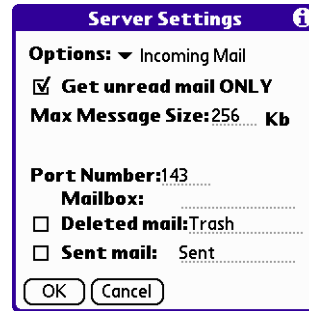 Server Settings
Options: Incoming Mail
Get unread mail ONLY
Max Message Size: 256 Kb
Port Number: 143
Mailbox:
Deleted mail: Trash
Sent mail: Sent
OK Cancel